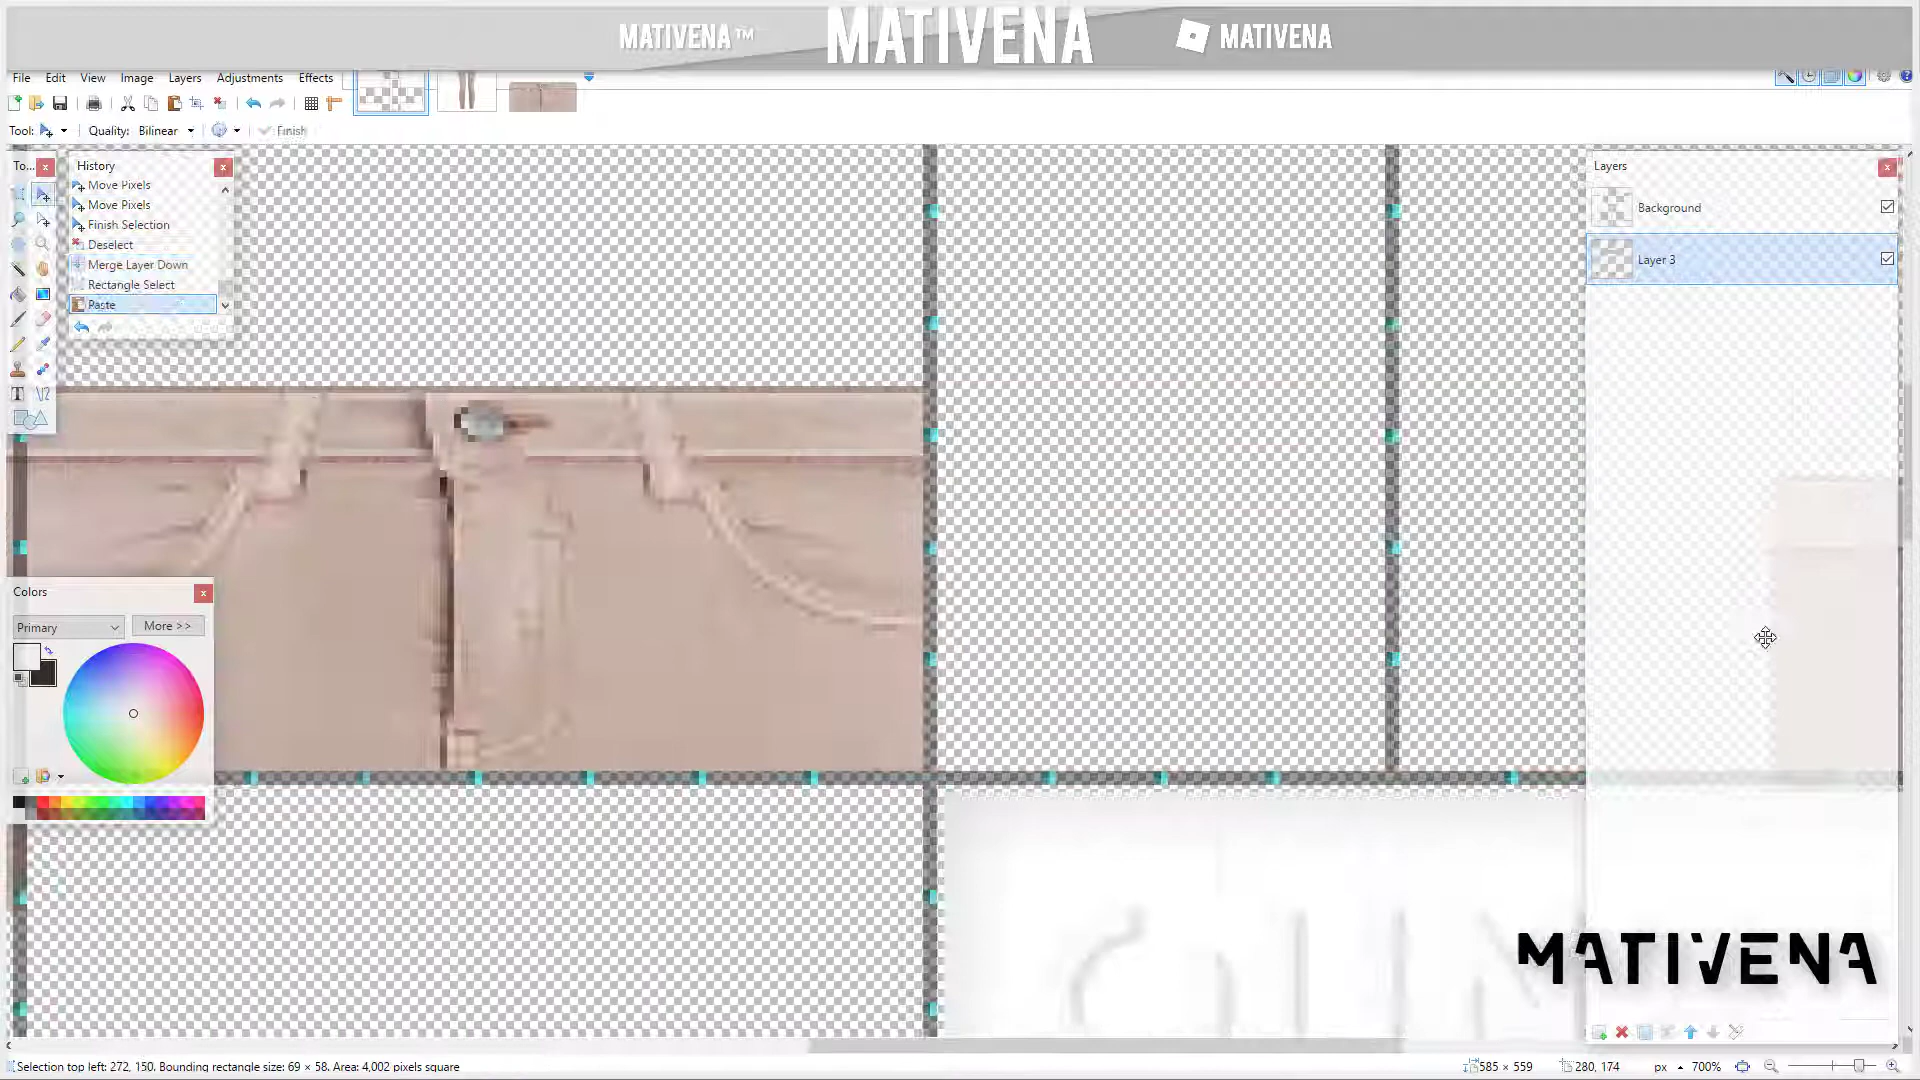 MATIVENA™ MATIVENA MATIVENA
File Edit View Image Layers Adjustments Effects
Tool: Quality: Bilinear Finish
To... History Layers
Move Pixels
Move Pixels
Finish Selection
Deselect
Merge Layer Down
Rectangle Select
Paste
Background
Layer 3
Colors
Primary More >>
MATIVENA
Selection top left: 272, 150. Bounding rectangle size: 69 × 58. Area: 4,002 pixels square 585 × 559 280, 174 px 700%